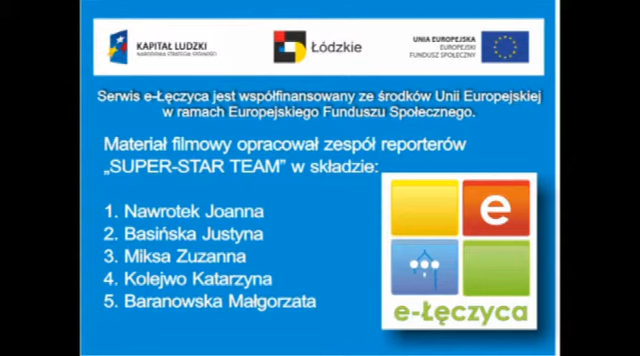 KAPITAŁ LUDZKI
NARODOWA STRATEGIA SPÓJNOŚCI
Łódzkie
UNIA EUROPEJSKA
EUROPEJSKI
FUNDUSZ SPOŁECZNY
Serwis e-Łęczyca jest współfinansowany ze środków Unii Europejskiej
w ramach Europejskiego Funduszu Społecznego.
Materiał filmowy opracował zespół reporterów
„SUPER-STAR TEAM” w składzie:
1. Nawrotek Joanna
2. Basińska Justyna
3. Miksa Zuzanna
4. Kolejwo Katarzyna
5. Baranowska Małgorzata
e
e-Łęczyca